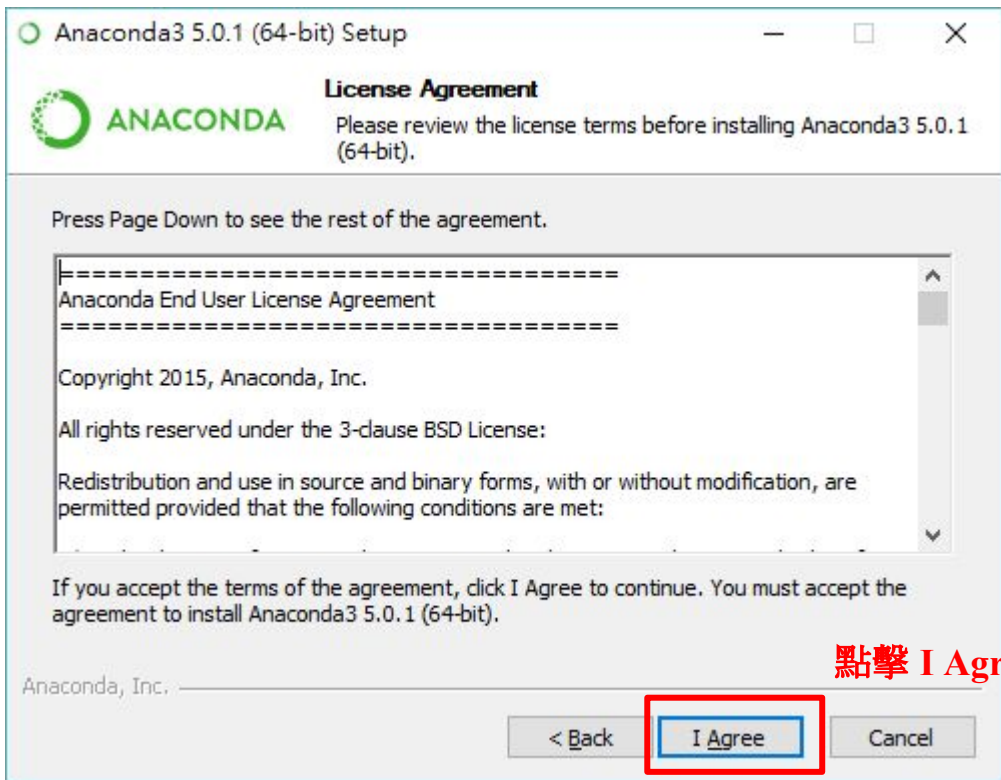 Anaconda3 5.0.1 (64-bit) Setup
ANACONDA
License Agreement
Please review the license terms before installing Anaconda3 5.0.1
(64-bit).
Press Page Down to see the rest of the agreement.
===================================
Anaconda End User License Agreement
===================================
Copyright 2015, Anaconda, Inc.
All rights reserved under the 3-clause BSD License:
Redistribution and use in source and binary forms, with or without modification, are
permitted provided that the following conditions are met:
If you accept the terms of the agreement, click I Agree to continue. You must accept the
agreement to install Anaconda3 5.0.1 (64-bit).
點擊 I Agr
Anaconda, Inc.
< Back
I Agree
Cancel